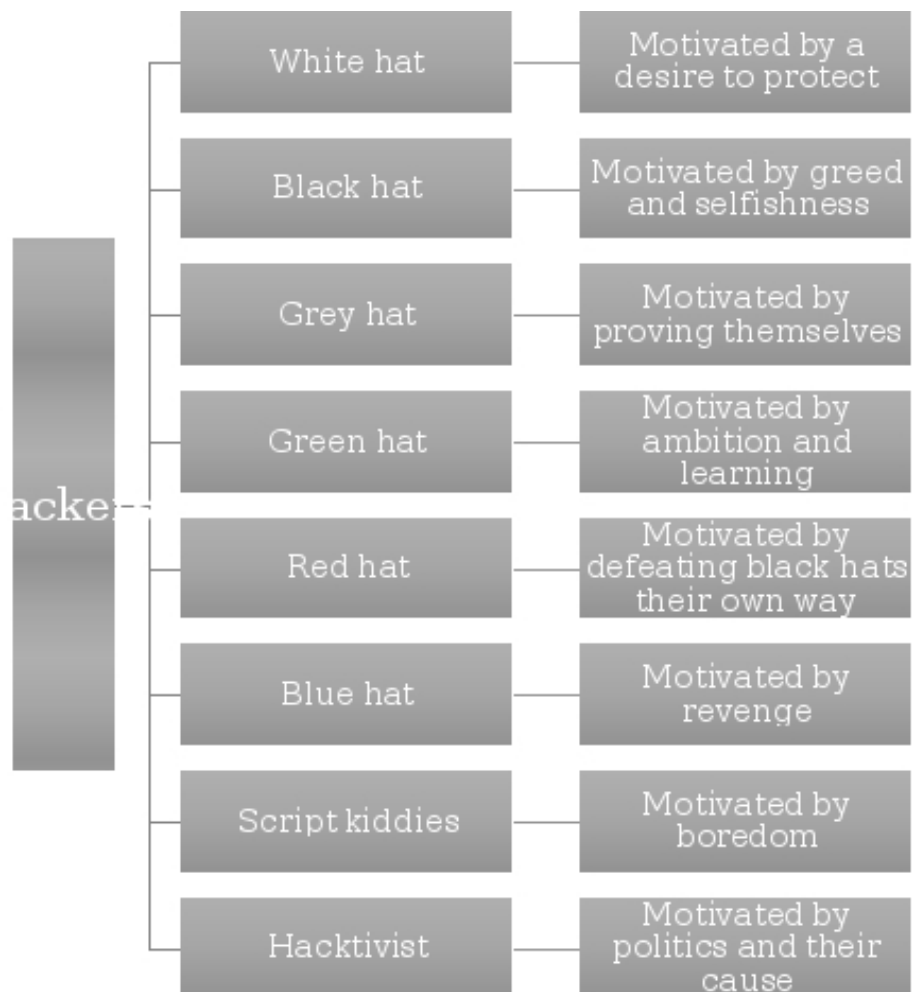 White hat
Motivated by a
desire to protect
Black hat
Motivated by greed
and selfishness
Grey hat
Motivated by
proving themselves
Green hat
Motivated by
ambition and
learning
ackers
Red hat
Motivated by
defeating black hats
their own way
Blue hat
Motivated by
revenge
Script kiddies
Motivated by
boredom
Hacktivist
Motivated by
politics and their
cause